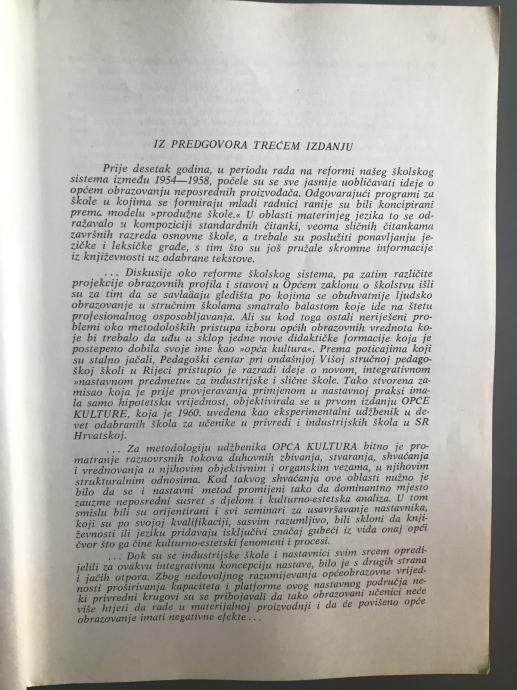 IZ PREDGOVORA TREĆEM IZDANJU
Prije desetak godina, u periodu rada na reformi našeg školskog
sistema između 1954—1958, počele su se sve jasnije uobličavati ideje o
općem obrazovanju neposrednih proizvođača. Odgovarajući programi za
škole u kojima se formiraju mladi radnici ranije su bili koncipirani
prema modelu »produžne škole.« U oblasti materinjeg jezika to se od-
ražavalo u kompoziciji standardnih čitanki, veoma sličnih čitankama
završnih razreda osnovne škole, a trebale su poslužiti ponavljanju je-
zičke i leksičke građe, s tim što su još pružale skromne informacije
iz književnosti uz odabrane tekstove.
... Diskusije oko reforme školskog sistema, pa zatim različite
projekcije obrazovnih profila i stavovi u Općem zakonu o školstvu išli
su za tim da se savlađaju gledišta po kojima se obuhvatnije ljudsko
obrazovanje u stručnim školama smatralo balastom koje ide na štetu
profesionalnog osposobljavanja. Ali su kod toga ostali neriješeni pro-
blemi oko metodoloških pristupa izboru općih obrazovnih vrednota ko-
je bi trebalo da uđu u sklop jedne nove didaktičke formacije koja je
postepeno dobila svoje ime kao »opća kultura«. Prema poticajima koji
su stalno jačali, Pedagoški centar pri ondašnjoj Višoj stručnoj pedago-
škoj školi u Rijeci pristupio je razradi ideje o novom, integrativnom
»nastavnom predmetu« za industrijske i slične škole. Tako stvorena za-
misao koja je prije provjeravanja primjenom u nastavnoj praksi ima-
la samo hipotetsku vrijednost, objektivirala se u prvom izdanju OPĆE
KULTURE, koja je 1960. uvedena kao eksperimentalni udžbenik u de-
vet odabranih škola za učenike u privredi i industrijskih škola u SR
Hrvatskoj.
... Za metodologiju udžbenika OPĆA KULTURA bitno je pro-
matranje raznovrsnih tokova duhovnih zbivanja, stvaranja, shvaćanja
i vrednovanja u njihovim objektivnim i organskim vezama, u njihovim
strukturalnim odnosima. Kod takvog shvaćanja ove oblasti nužno je
bilo da se i nastavni metod promijeni tako da dominantno mjesto
zauzme neposredni susret s djelom i kulturno-estetska analiza. U tom
smislu bili su orijentirani i svi seminari za usavršavanje nastavnika,
koji su po svojoj kvalifikaciji, sasvim razumljivo, bili skloni da knji-
ževnosti ili jeziku pridavaju isključivi značaj gubeći iz vida onaj opći
čvor što ga čine kulturno-estetski fenomeni i procesi.
... Dok su se industrijske škole i nastavnici svim srcem opredi-
jelili za ovakvu integrativnu koncepciju nastave, bilo je s drugih strana
i jačih otpora. Zbog nedovoljnog razumijevanja općeobrazovne vrijed-
nosti proširivanja kapaciteta i platforme ovog nastavnog područja ne-
ki privredni krugovi su se pribojavali da tako obrazovani učenici neće
više htjeti da rade u materijalnoj proizvodnji i da će povišeno opće
obrazovanje imati negativne efekte ...